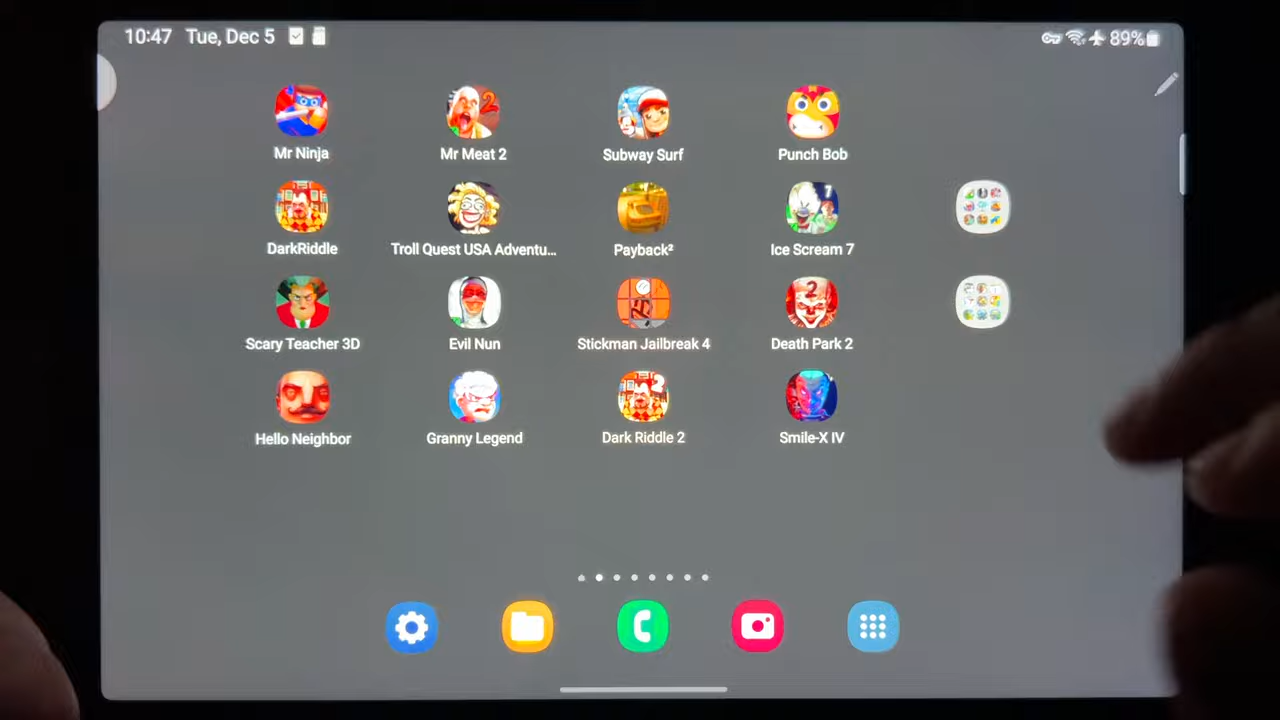 10:47 Tue, Dec 5 89%
Mr Ninja Mr Meat 2 Subway Surf Punch Bob
DarkRiddle Troll Quest USA Adventu... Payback² Ice Scream 7
Scary Teacher 3D Evil Nun Stickman Jailbreak 4 Death Park 2
Hello Neighbor Granny Legend Dark Riddle 2 Smile-X IV